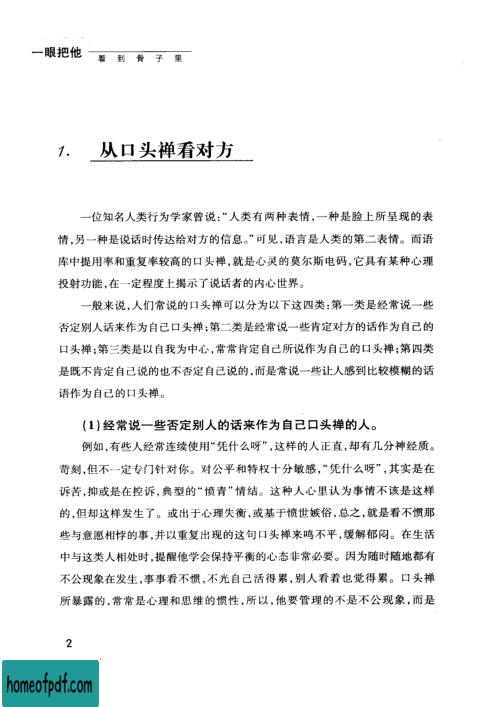 一眼把他
看到骨子里
1. 从口头禅看对方
一位知名人类行为学家曾说:“人类有两种表情,一种是脸上所呈现的表
情,另一种是说话时传达给对方的信息。”可见,语言是人类的第二表情。而语
库中提用率和重复率较高的口头禅,就是心灵的莫尔斯电码,它具有某种心理
投射功能,在一定程度上揭示了说话者的内心世界。
一般来说,人们常说的口头禅可以分为以下这四类:第一类是经常说一些
否定别人话来作为自己口头禅;第二类是经常说一些肯定对方的话作为自己的
口头禅;第三类是以自我为中心,常常肯定自己所说作为自己的口头禅;第四类
是既不肯定自己说的也不否定自己说的,而是常说一些让人感到比较模糊的话
语作为自己的口头禅。
(1)经常说一些否定别人的话来作为自己口头禅的人。
例如,有些人经常连续使用“凭什么呀”,这样的人正直,却有几分神经质。
苛刻,但不一定专门针对你。对公平和特权十分敏感,“凭什么呀”,其实是在
诉苦,抑或是在控诉,典型的“愤青”情结。这种人心里认为事情不该是这样
的,但却这样发生了。或出于心理失衡,或基于愤世嫉俗,总之,就是看不惯那
些与意愿相悖的事,并以重复出现的这句口头禅来鸣不平,缓解郁闷。在生活
中与这类人相处时,提醒他学会保持平衡的心态非常必要。因为随时随地都有
不公现象在发生,事事看不惯,不光自己活得累,别人看着也觉得累。口头禅
所暴露的,常常是心理和思维的惯性,所以,他要管理的不是不公现象,而是
2
homeofpdf.com